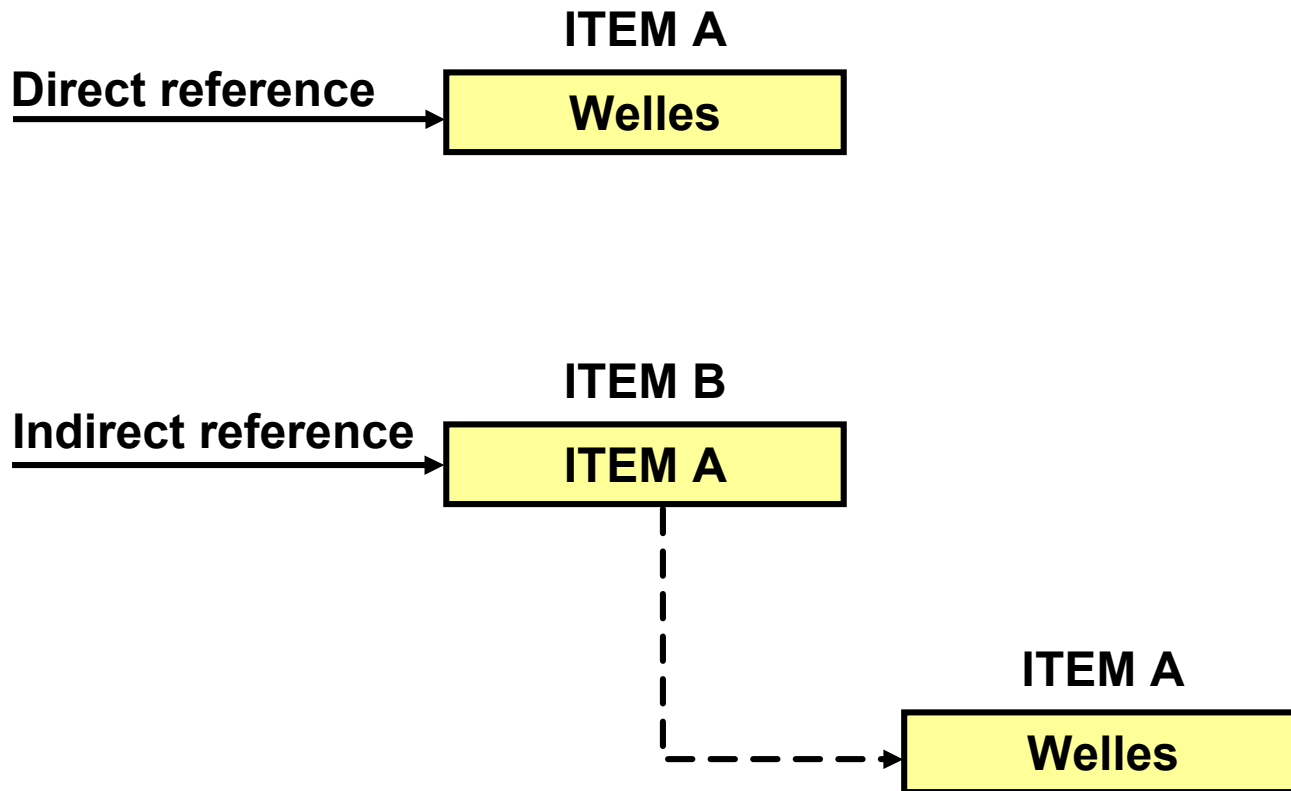 ITEM A
Direct reference
Welles
ITEM B
Indirect reference
ITEM A
ITEM A
Welles